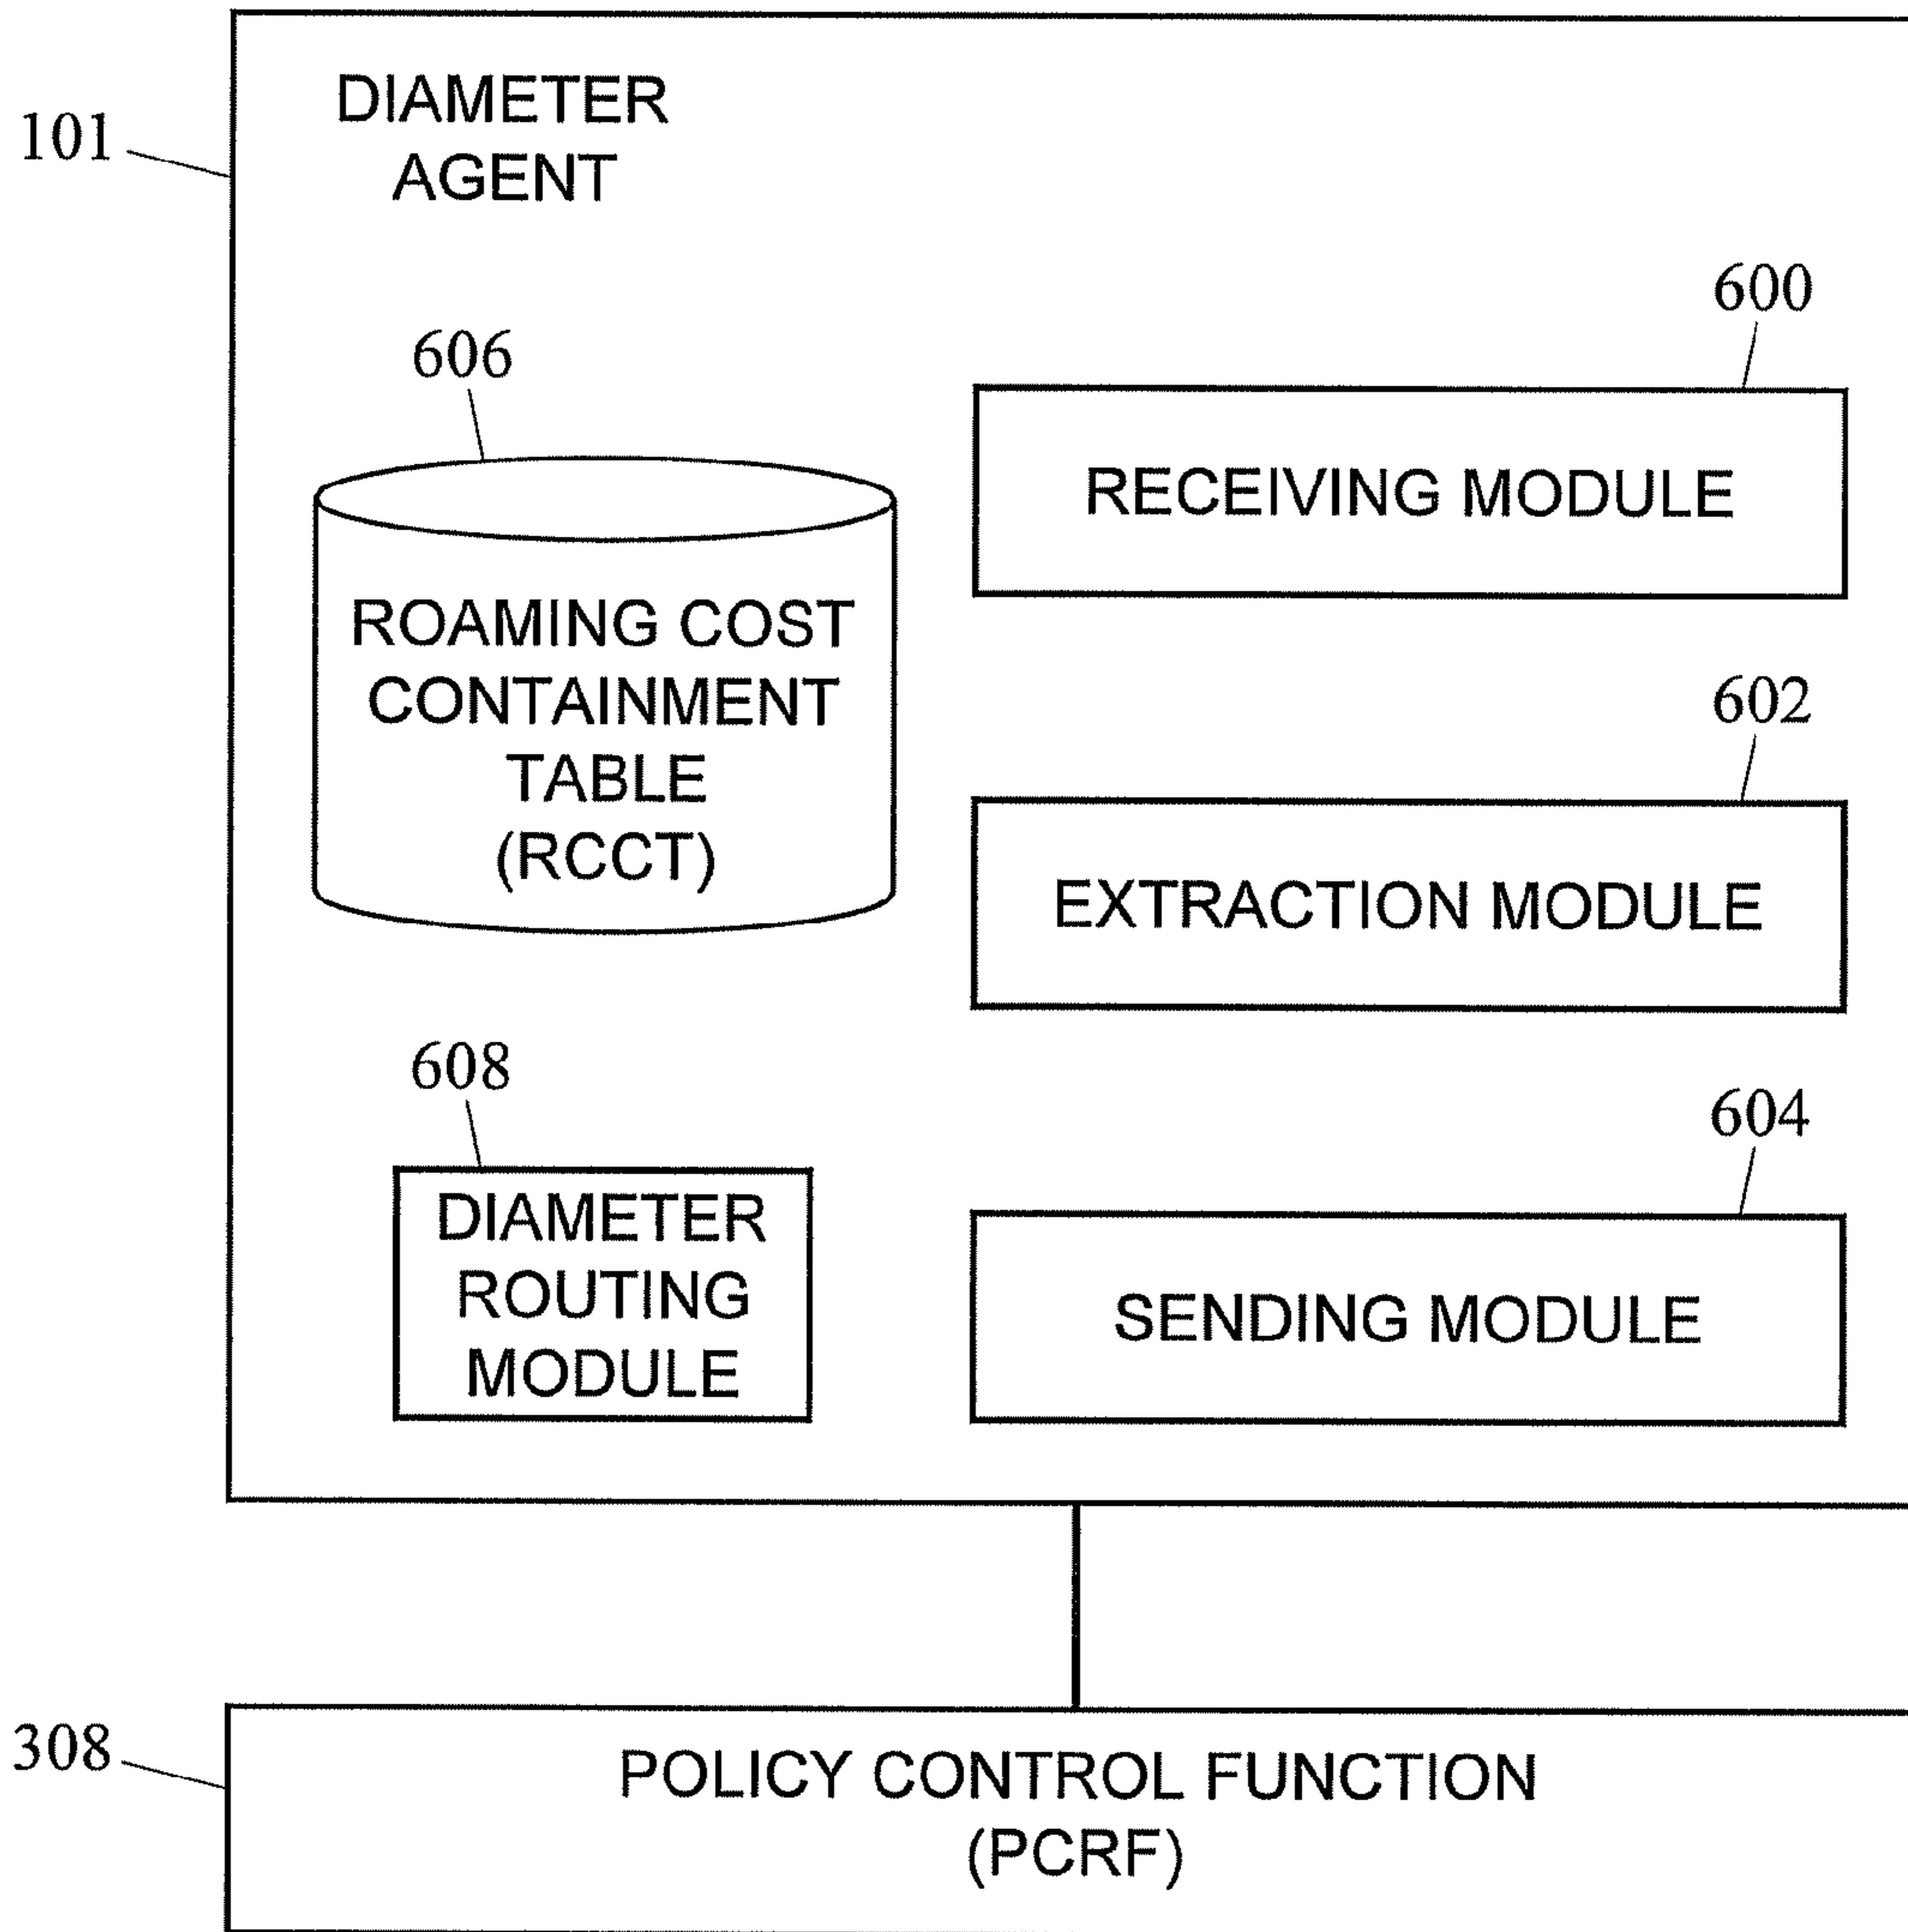 DIAMETER
AGENT
101
600
606
RECEIVING MODULE
ROAMING COST
CONTAINMENT
TABLE
(RCCT)
602
EXTRACTION MODULE
608
DIAMETER
ROUTING
MODULE
604
SENDING MODULE
308
POLICY CONTROL FUNCTION
(PCRF)